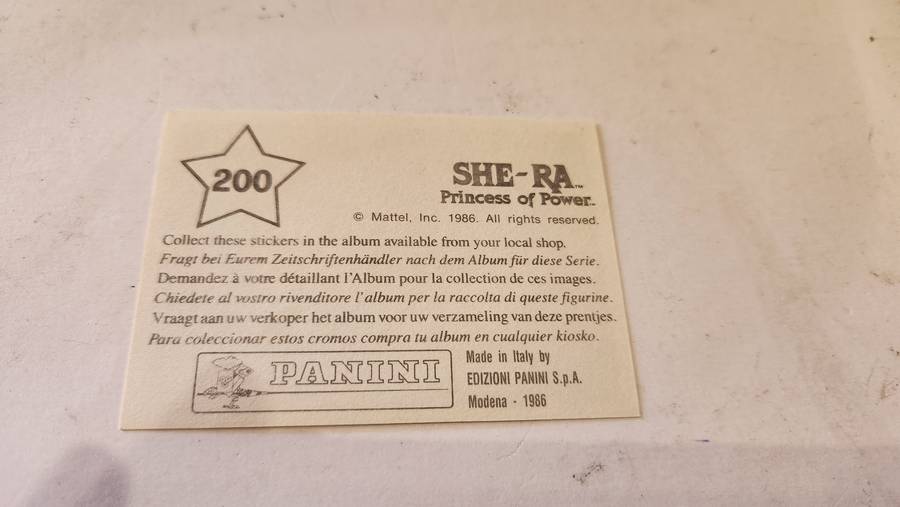 200
SHE-RA™
Princess of Power™
© Mattel, Inc. 1986. All rights reserved.
Collect these stickers in the album available from your local shop.
Fragt bei Eurem Zeitschriftenhändler nach dem Album für diese Serie.
Demandez à votre détaillant l'Album pour la collection de ces images.
Chiedete al vostro rivenditore l'album per la raccolta di queste figurine.
Vraagt aan uw verkoper het album voor uw verzameling van deze prentjes.
Para coleccionar estos cromos compra tu album en cualquier kiosko.
PANINI
Made in Italy by
EDIZIONI PANINI S.p.A.
Modena - 1986